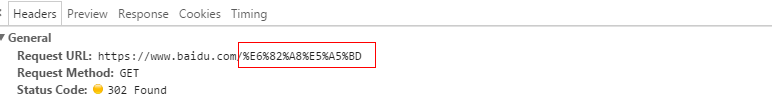 Headers Preview Response Cookies Timing
General
Request URL: https://www.baidu.com/%E6%82%A8%E5%A5%BD
Request Method: GET
Status Code: 302 Found